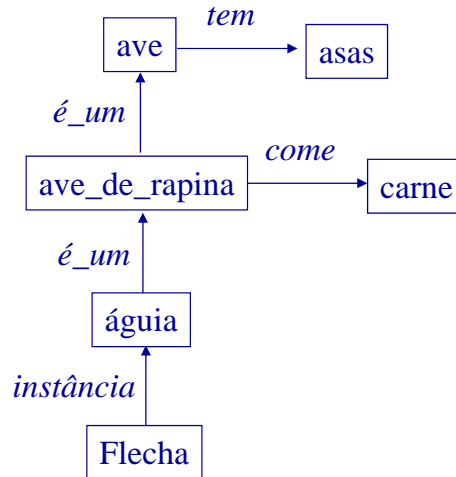 tem
ave
asas
é_um
come
ave_de_rapina
carne
é_um
águia
instância
Flecha